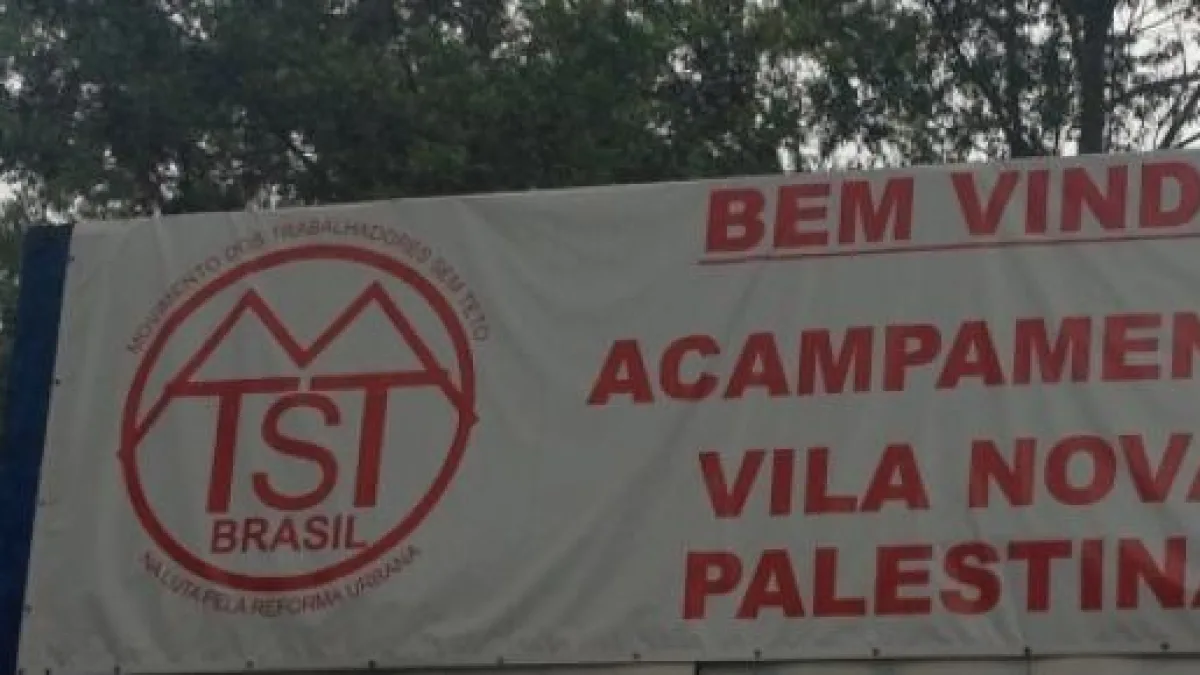 MOVIMENTO DOS TRABALHADORES SEM TETO
MTST
BRASIL
NA LUTA PELA REFORMA URBANA
BEM VIND
ACAMPAMEN
VILA NOVA
PALESTINA